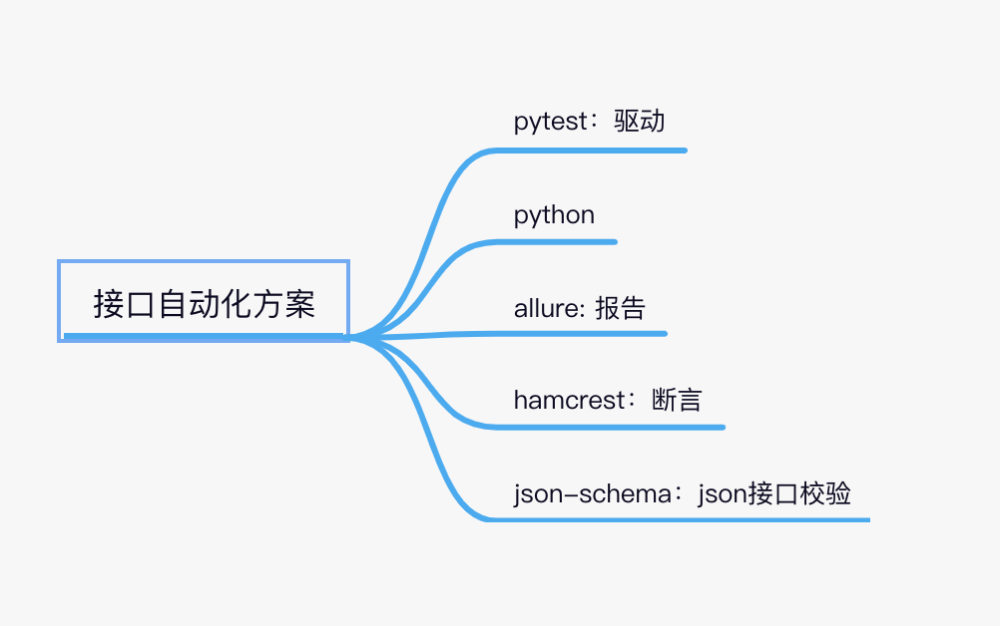 pytest：驱动
python
接口自动化方案
allure: 报告
hamcrest：断言
json-schema：json接口校验